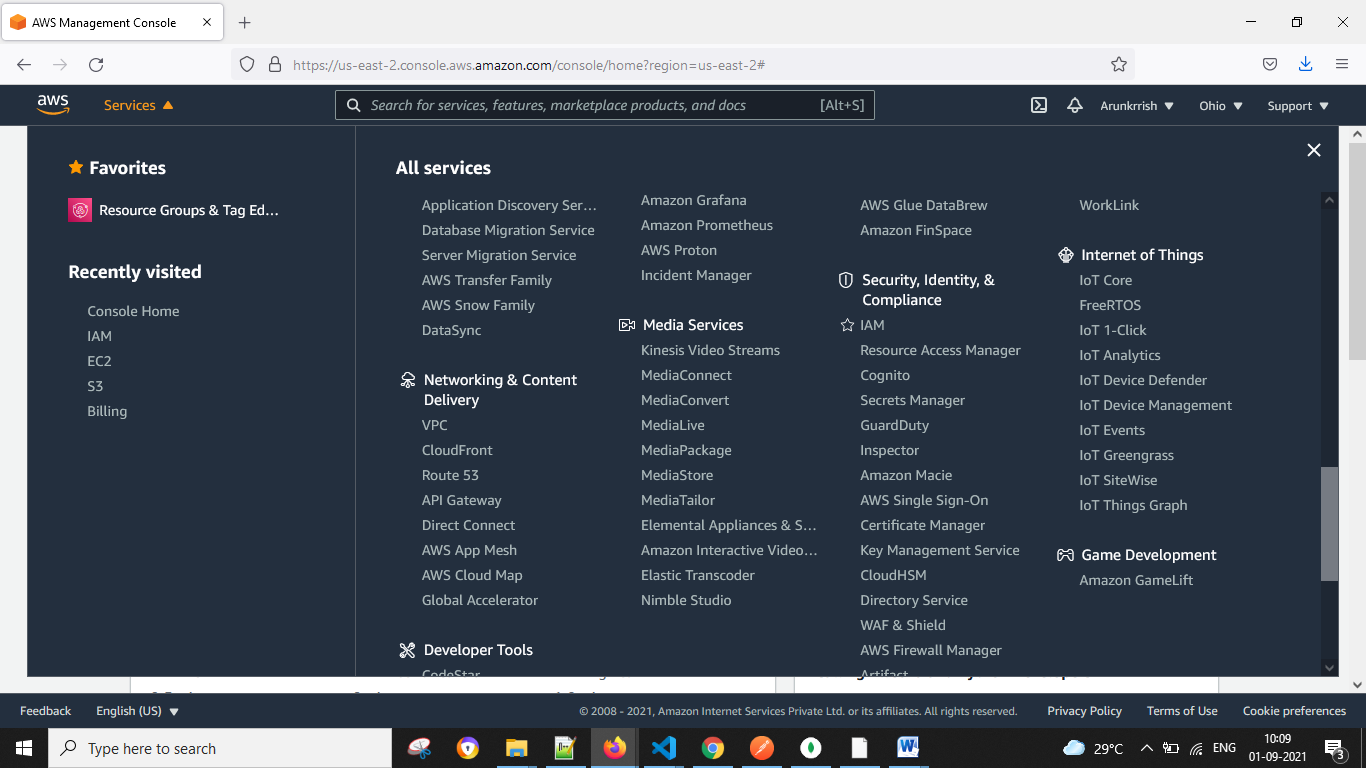 AWS Management Console
https://us-east-2.console.aws.amazon.com/console/home?region=us-east-2#
aws
Services
Search for services, features, marketplace products, and docs
[Alt+S]
Arunkrrish
Ohio
Support
Favorites
Resource Groups & Tag Ed...
Recently visited
Console Home
IAM
EC2
S3
Billing
All services
Application Discovery Ser...
Database Migration Service
Server Migration Service
AWS Transfer Family
AWS Snow Family
DataSync
Networking & Content
Delivery
VPC
CloudFront
Route 53
API Gateway
Direct Connect
AWS App Mesh
AWS Cloud Map
Global Accelerator
Developer Tools
CodeStar
Amazon Grafana
Amazon Prometheus
AWS Proton
Incident Manager
Media Services
Kinesis Video Streams
MediaConnect
MediaConvert
MediaLive
MediaPackage
MediaStore
MediaTailor
Elemental Appliances & S...
Amazon Interactive Video...
Elastic Transcoder
Nimble Studio
AWS Glue DataBrew
Amazon FinSpace
Security, Identity, &
Compliance
IAM
Resource Access Manager
Cognito
Secrets Manager
GuardDuty
Inspector
Amazon Macie
AWS Single Sign-On
Certificate Manager
Key Management Service
CloudHSM
Directory Service
WAF & Shield
AWS Firewall Manager
Artifact
WorkLink
Internet of Things
IoT Core
FreeRTOS
IoT 1-Click
IoT Analytics
IoT Device Defender
IoT Device Management
IoT Events
IoT Greengrass
IoT SiteWise
IoT Things Graph
Game Development
Amazon GameLift
Feedback
English (US)
© 2008 - 2021, Amazon Internet Services Private Ltd. or its affiliates. All rights reserved.
Privacy Policy
Terms of Use
Cookie preferences
Type here to search
29°C
ENG
10:09
01-09-2021
3